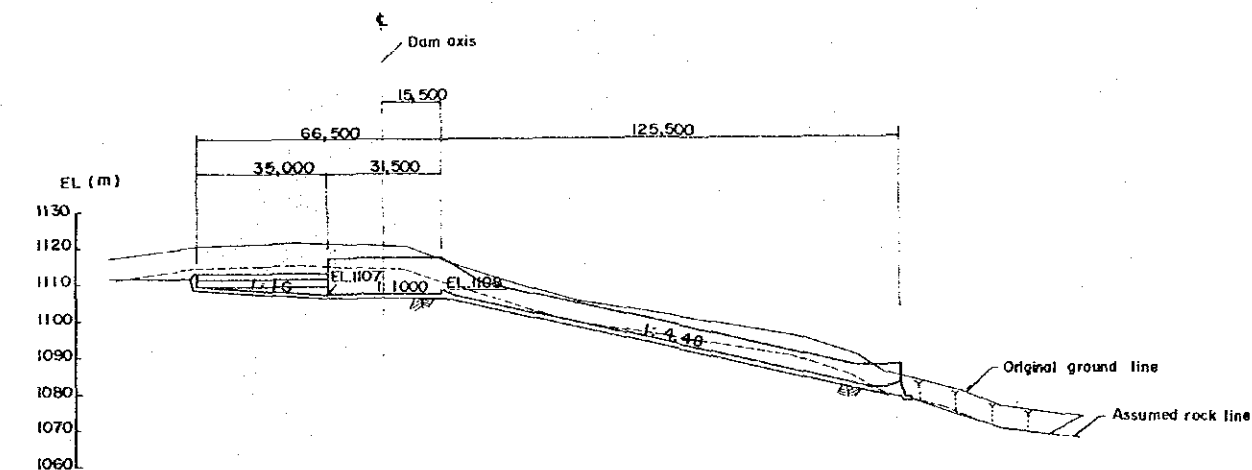 ℄
Dam axis
15,500
66,500
125,500
35,000
31,500
EL (m)
1130
1120
1110
1100
1090
1080
1070
1060
EL.1107
1:1000
EL.1108
1:4.40
Original ground line
Assumed rock line